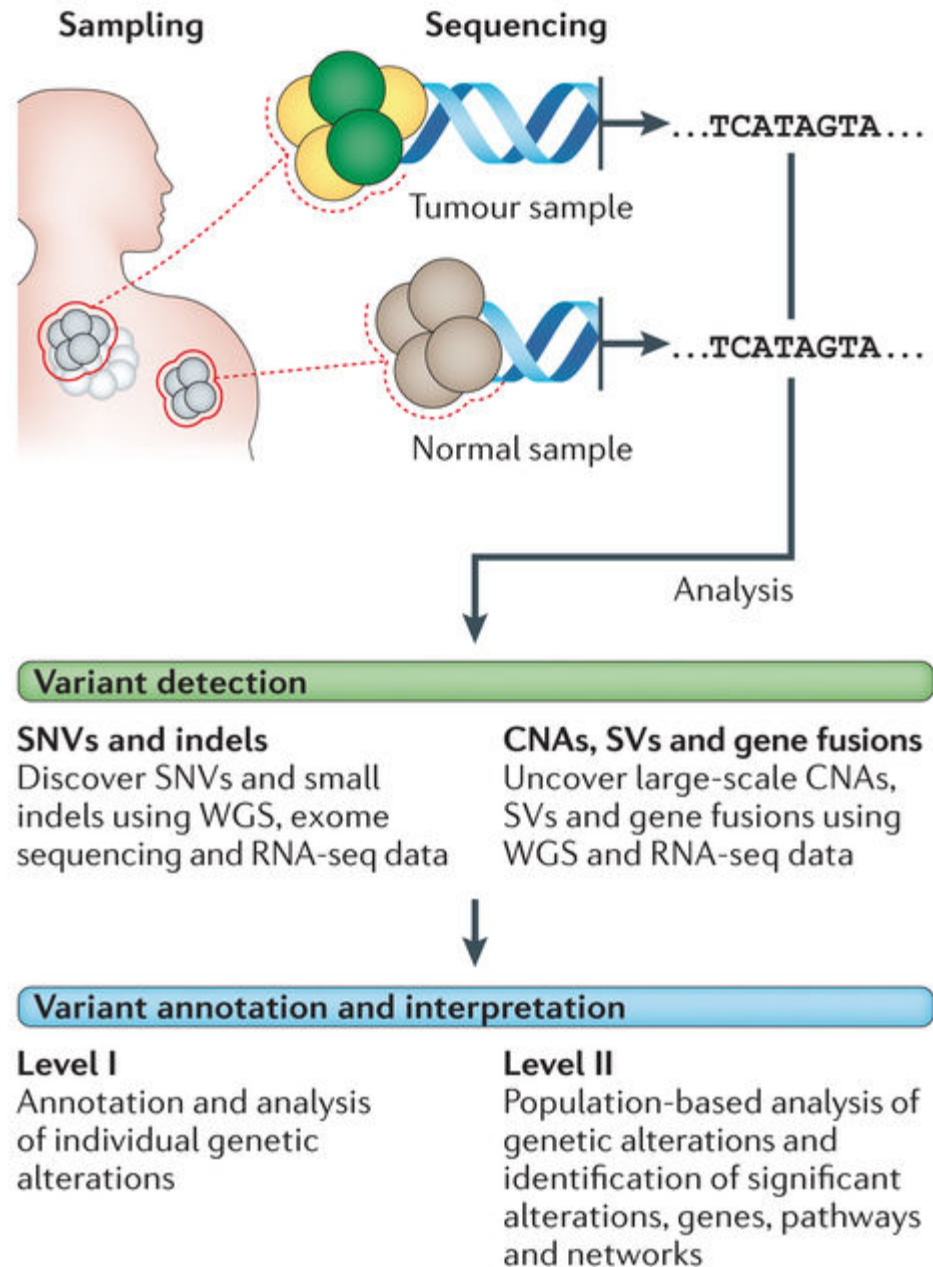 Sampling
Sequencing
...TCATAGTA...
Tumour sample
...TCATAGTA...
Normal sample
Analysis
Variant detection
SNVs and indels
Discover SNVs and small
indels using WGS, exome
sequencing and RNA-seq data
CNAs, SVs and gene fusions
Uncover large-scale CNAs,
SVs and gene fusions using
WGS and RNA-seq data
Variant annotation and interpretation
Level I
Annotation and analysis
of individual genetic
alterations
Level II
Population-based analysis of
genetic alterations and
identification of significant
alterations, genes, pathways
and networks